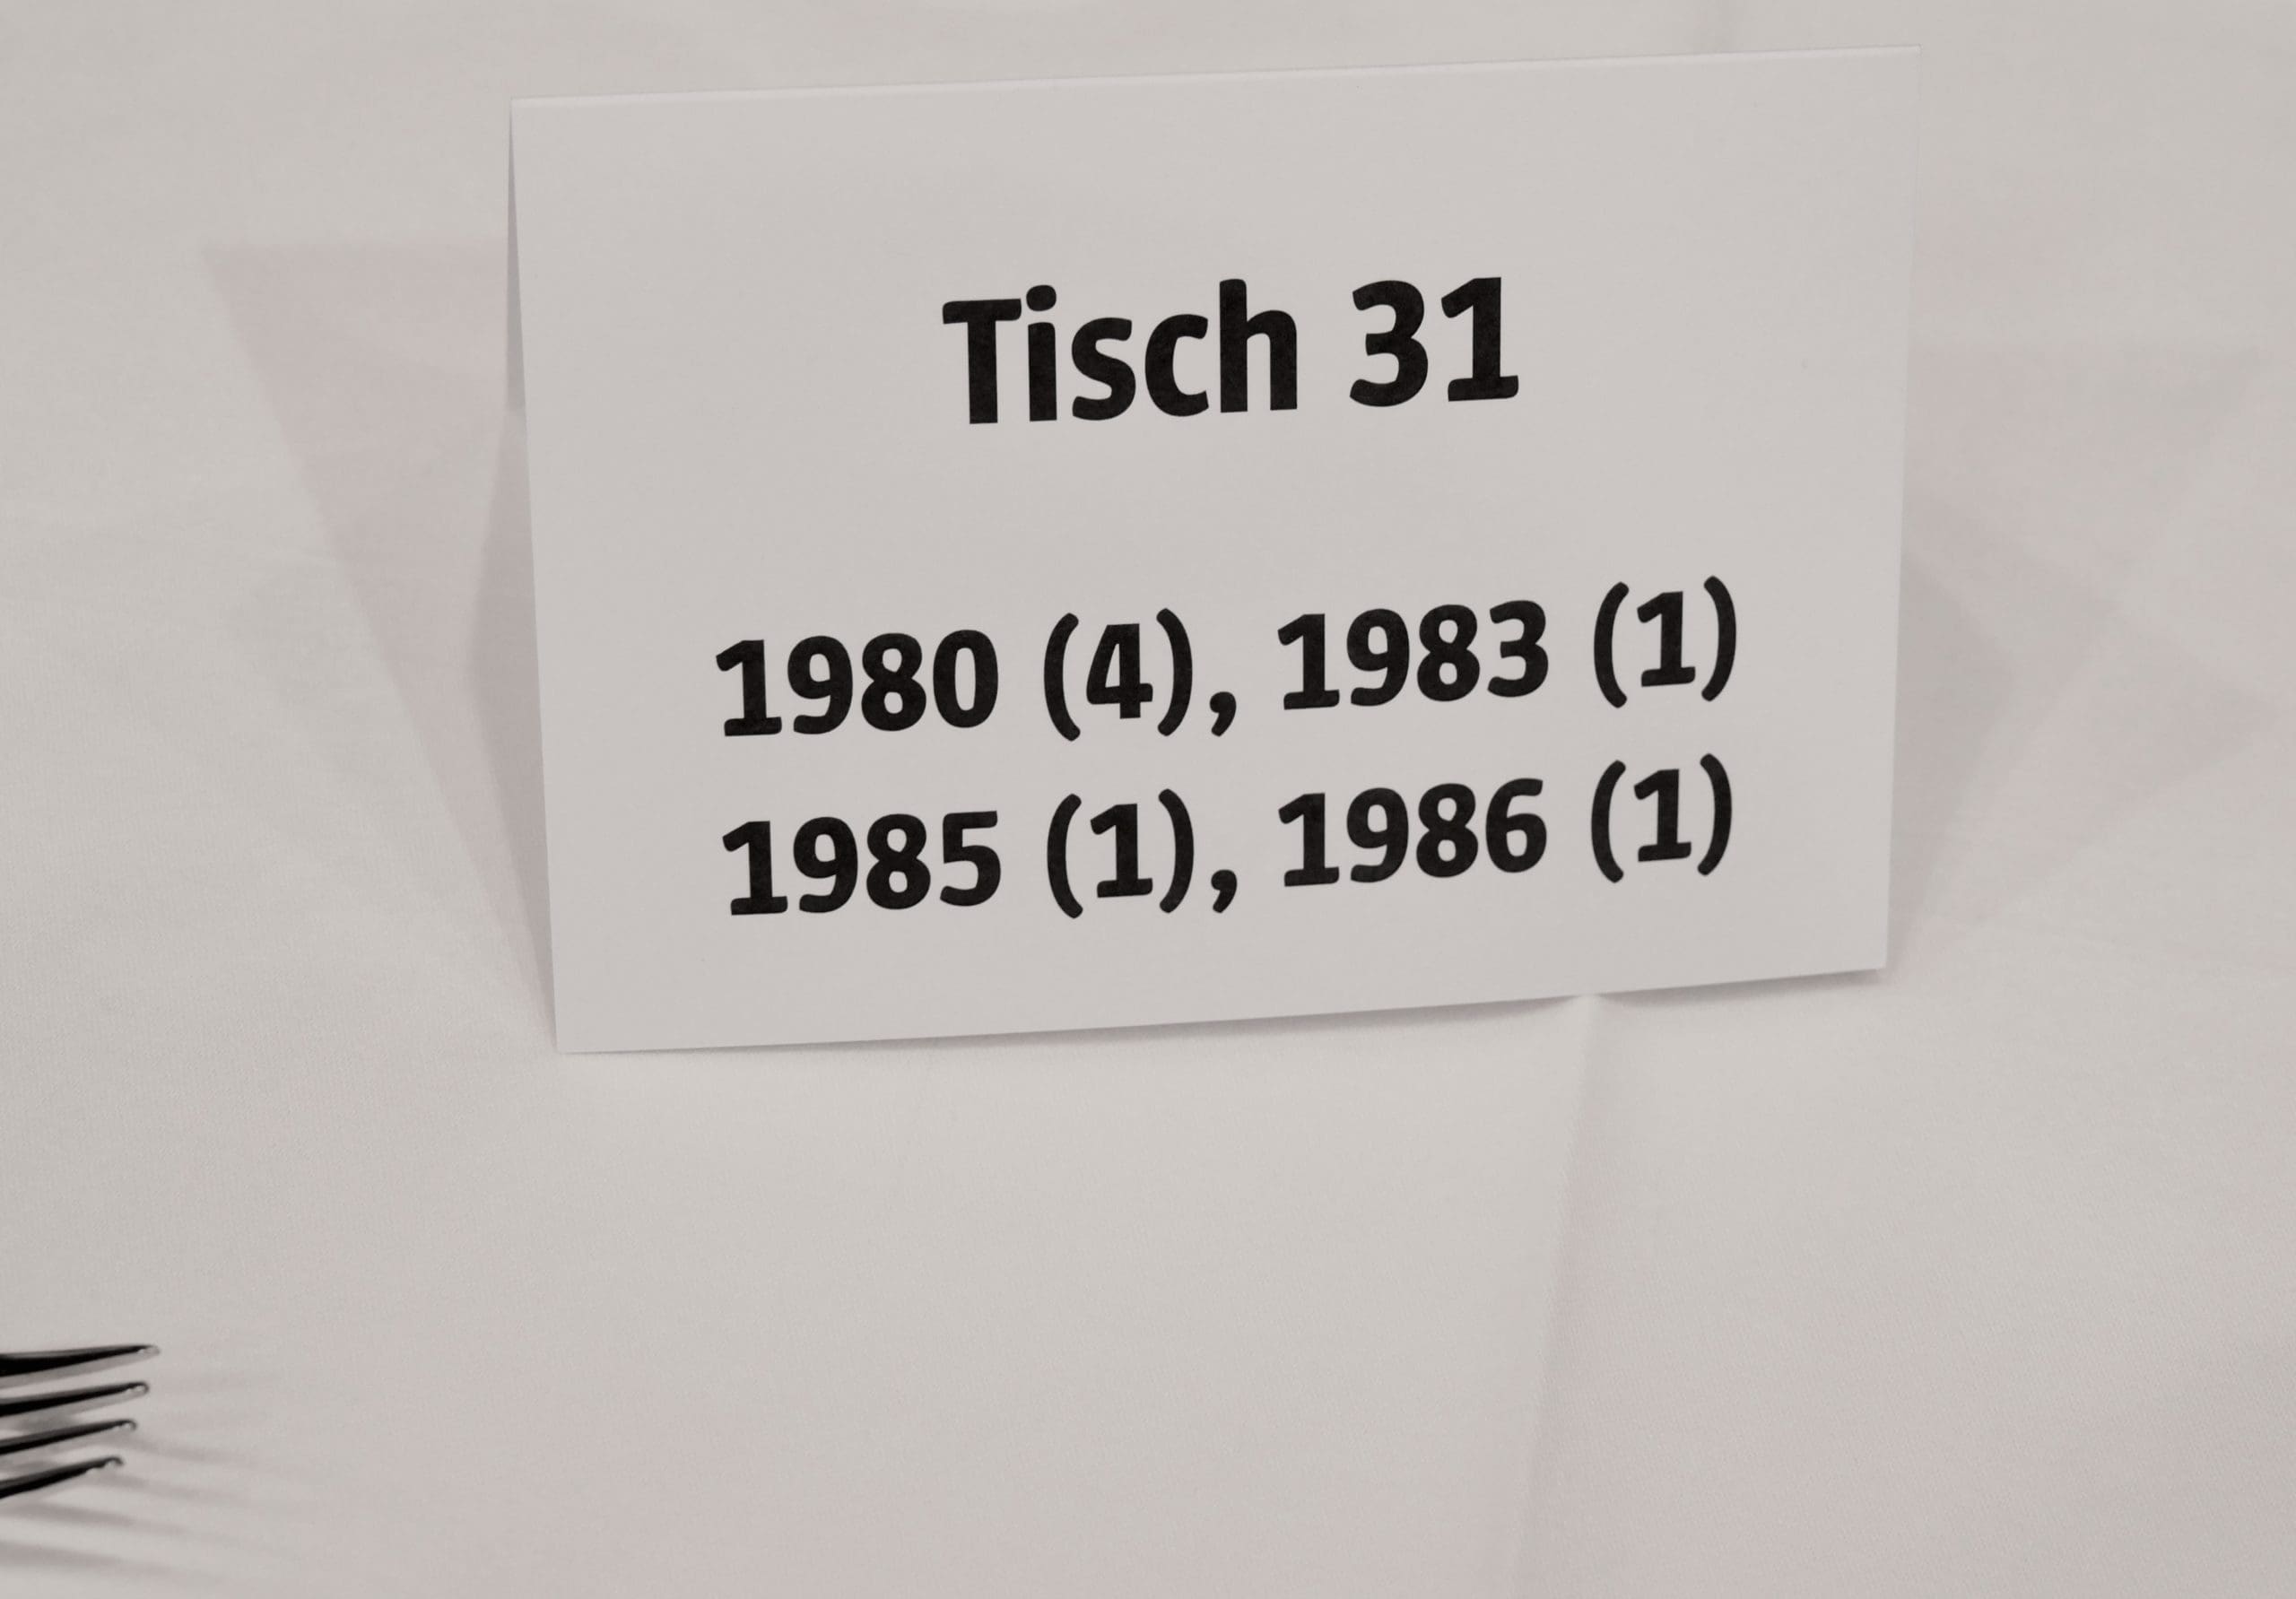 Tisch 31
1980 (4), 1983 (1)
1985 (1), 1986 (1)